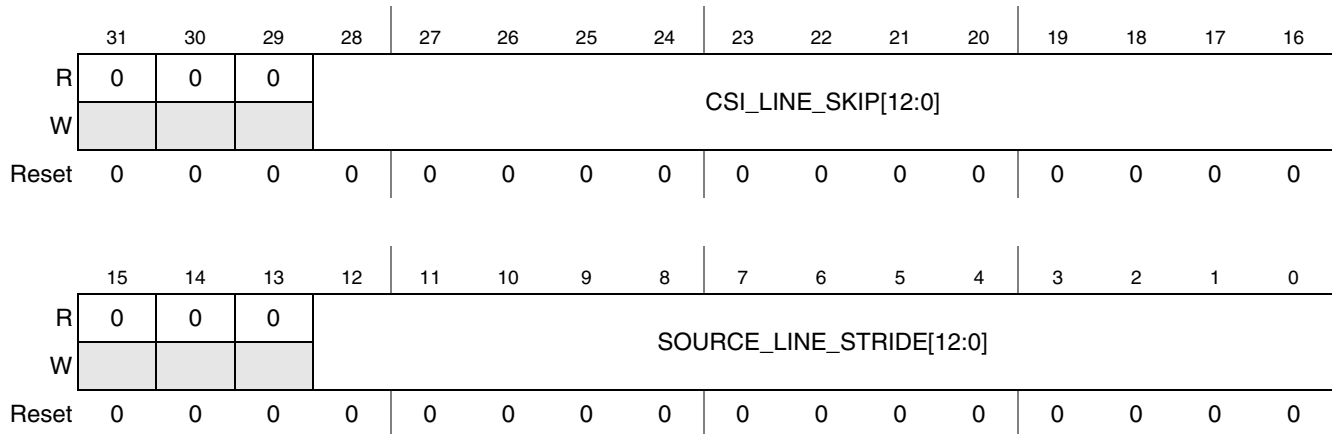 31 30 29 28 27 26 25 24 23 22 21 20 19 18 17 16
R 0 0 0 CSI_LINE_SKIP[12:0]
W
Reset 0 0 0 0 0 0 0 0 0 0 0 0 0 0 0 0
15 14 13 12 11 10 9 8 7 6 5 4 3 2 1 0
R 0 0 0 SOURCE_LINE_STRIDE[12:0]
W
Reset 0 0 0 0 0 0 0 0 0 0 0 0 0 0 0 0